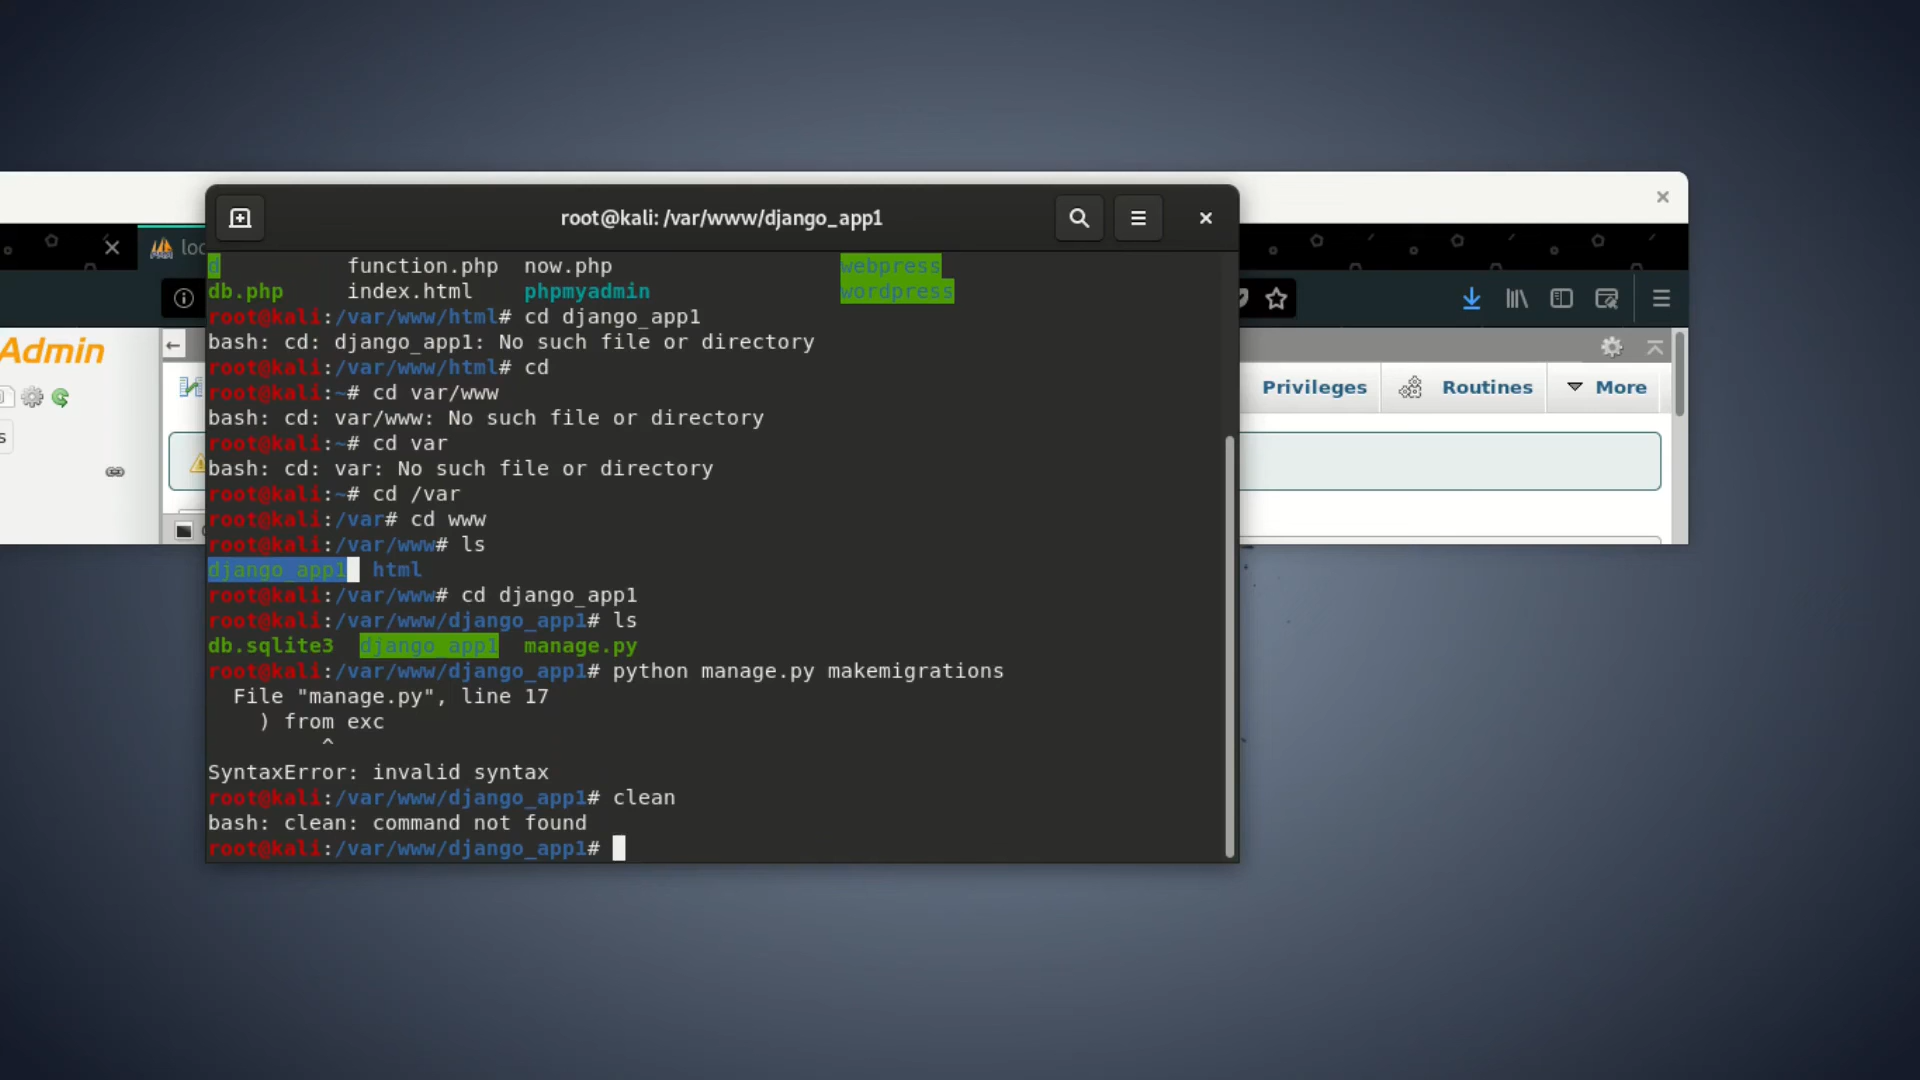 root@kali: /var/www/django_app1
loc
d function.php now.php webpress
db.php index.html phpmyadmin wordpress
root@kali:/var/www/html# cd django_app1
bash: cd: django_app1: No such file or directory
root@kali:/var/www/html# cd
root@kali:~# cd var/www
bash: cd: var/www: No such file or directory
root@kali:~# cd var
bash: cd: var: No such file or directory
root@kali:~# cd /var
root@kali:/var# cd www
root@kali:/var/www# ls
django_app1 html
root@kali:/var/www# cd django_app1
root@kali:/var/www/django_app1# ls
db.sqlite3 django_app1 manage.py
root@kali:/var/www/django_app1# python manage.py makemigrations
File "manage.py", line 17
) from exc
^
SyntaxError: invalid syntax
root@kali:/var/www/django_app1# clean
bash: clean: command not found
root@kali:/var/www/django_app1#
Admin
s
Privileges
Routines
More